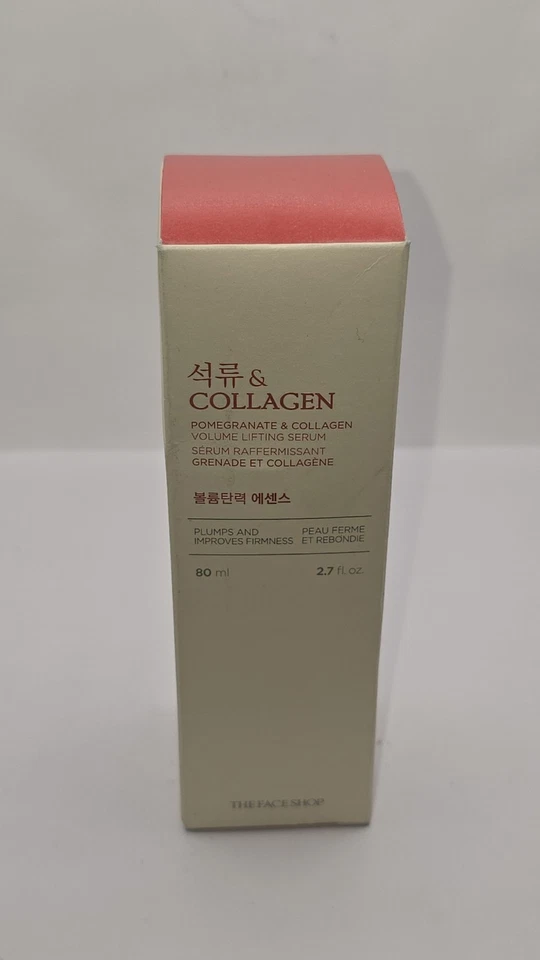 석류 &
COLLAGEN
POMEGRANATE & COLLAGEN
VOLUME LIFTING SERUM
SÉRUM RAFFERMISSANT
GRENADE ET COLLAGÈNE
볼륨탄력 에센스
PLUMPS AND PEAU FERME
IMPROVES FIRMNESS ET REBONDIE
80 ml 2.7 fl. oz.
THE FACE SHOP